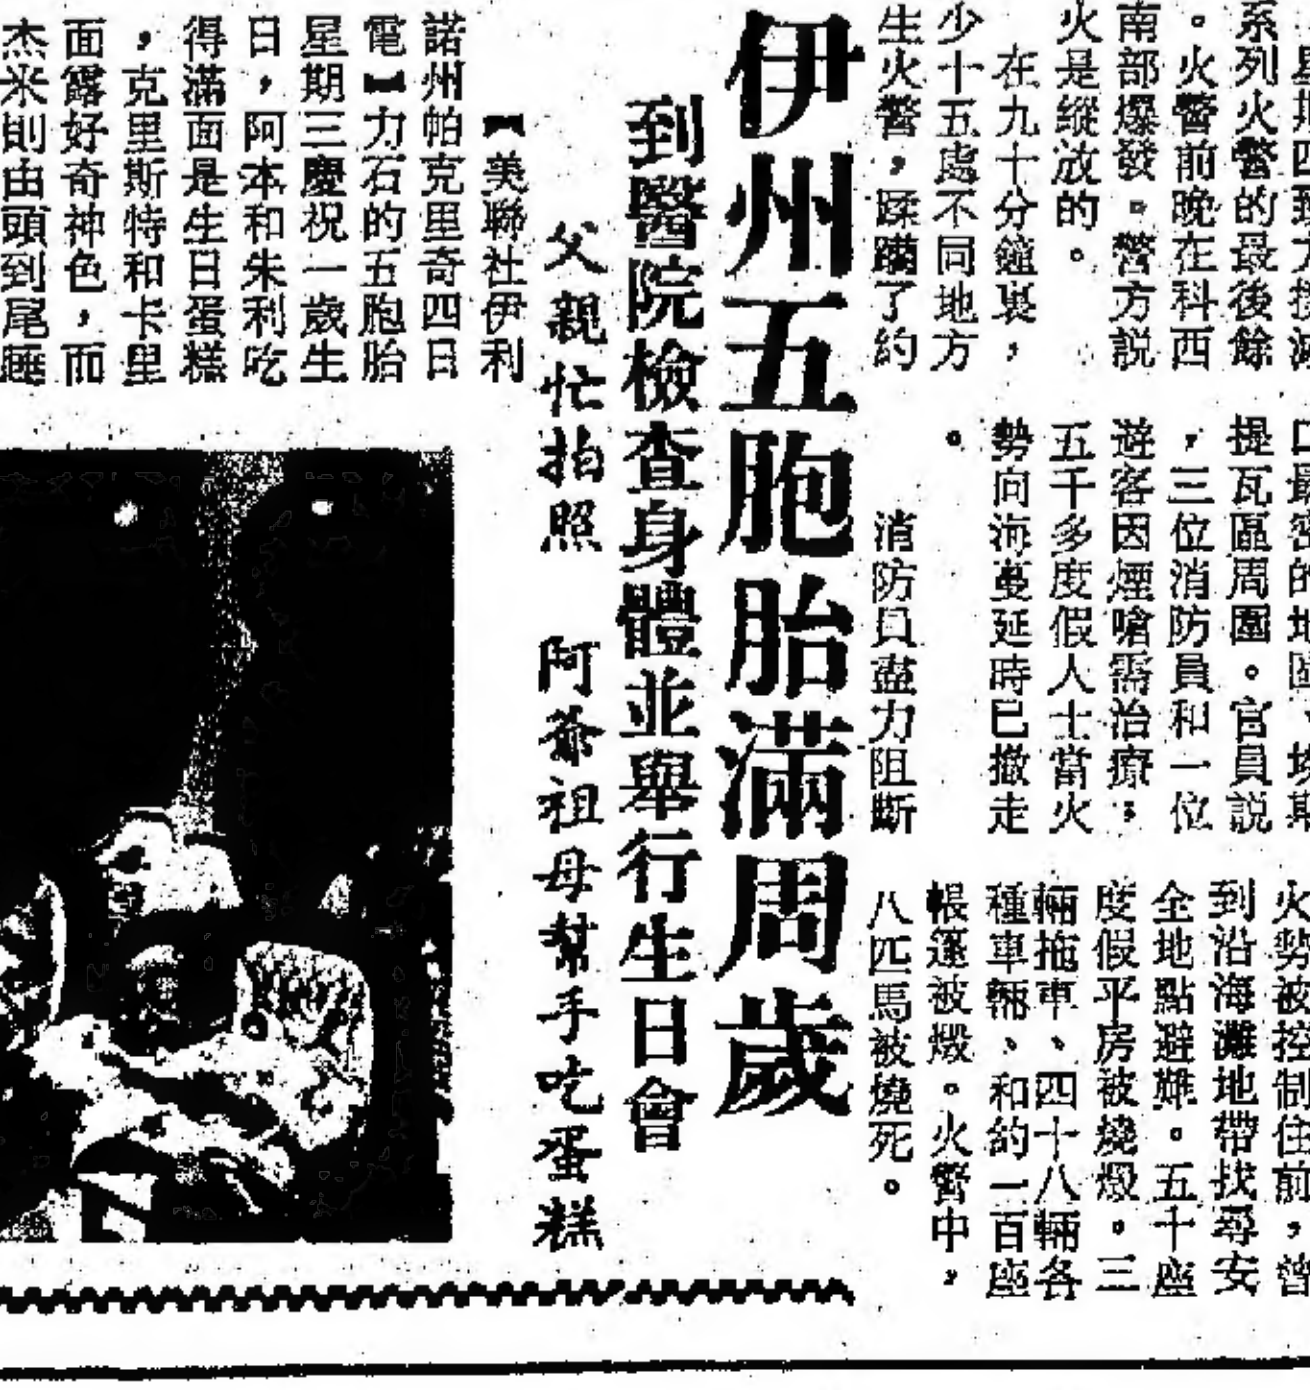 系列火警的最後餘
。火警前晚在科西
南部爆發。警方説
火是縱放的。
在九十分鐘裏，
少十五處不同地方
生火警，蹂躪了約
提瓦區周圍。官員説
，三位消防員和一位
遊客因煙嗆需治療；
五千多度假人士當火
勢向海蔓延時已撤走
。
消防員盡力阻斷
火勢被控制住前，曾
到沿海灘地帶找尋安
全地點避難。五千座
度假平房被燒燬。三
輛拖車、四十八輛各
種車輛、和約一百座
帳篷被燬。火警中，
八匹馬被燒死。
伊州五胞胎滿周歲
到醫院檢查身體並舉行生日會
父親忙拍照 阿爺祖母幫手吃蛋糕
【美聯社伊利
諾州帕克里奇四日
電】力石的五胞胎
星期三慶祝一歲生
日，阿本和朱利吃
得滿面是生日蛋糕
，克里斯特和卡里
面露好奇神色，而
杰米則由頭到尾睡